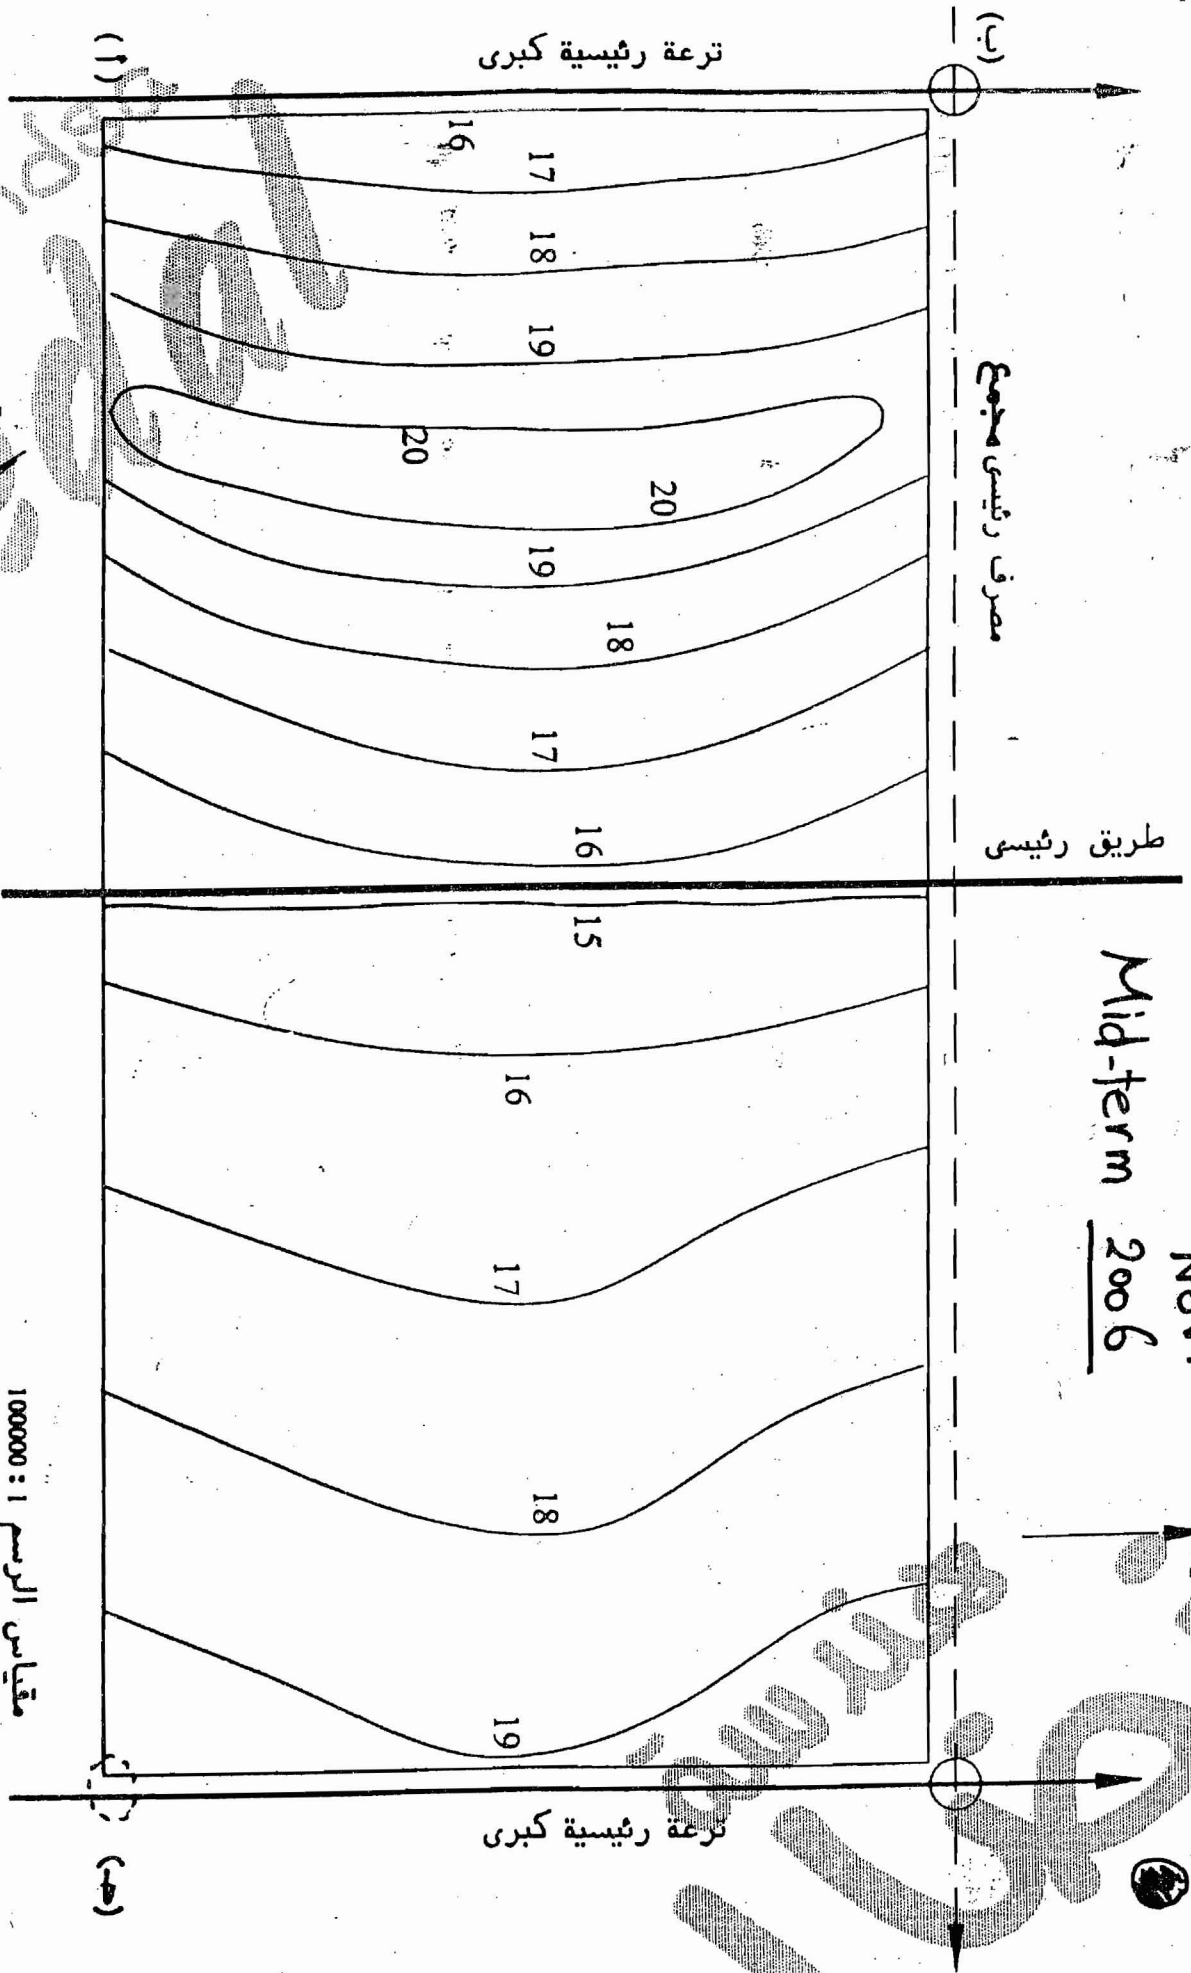 (ب)
ترعة رئيسية كبرى
(أ)
16
17
18
19
20
20
19
18
17
16
مصرف رئيسى مجمع
طريق رئيسى
15
16
17
18
19
Mid-term 2006
مقياس الرسم 1 : 100000
ترعة رئيسية كبرى